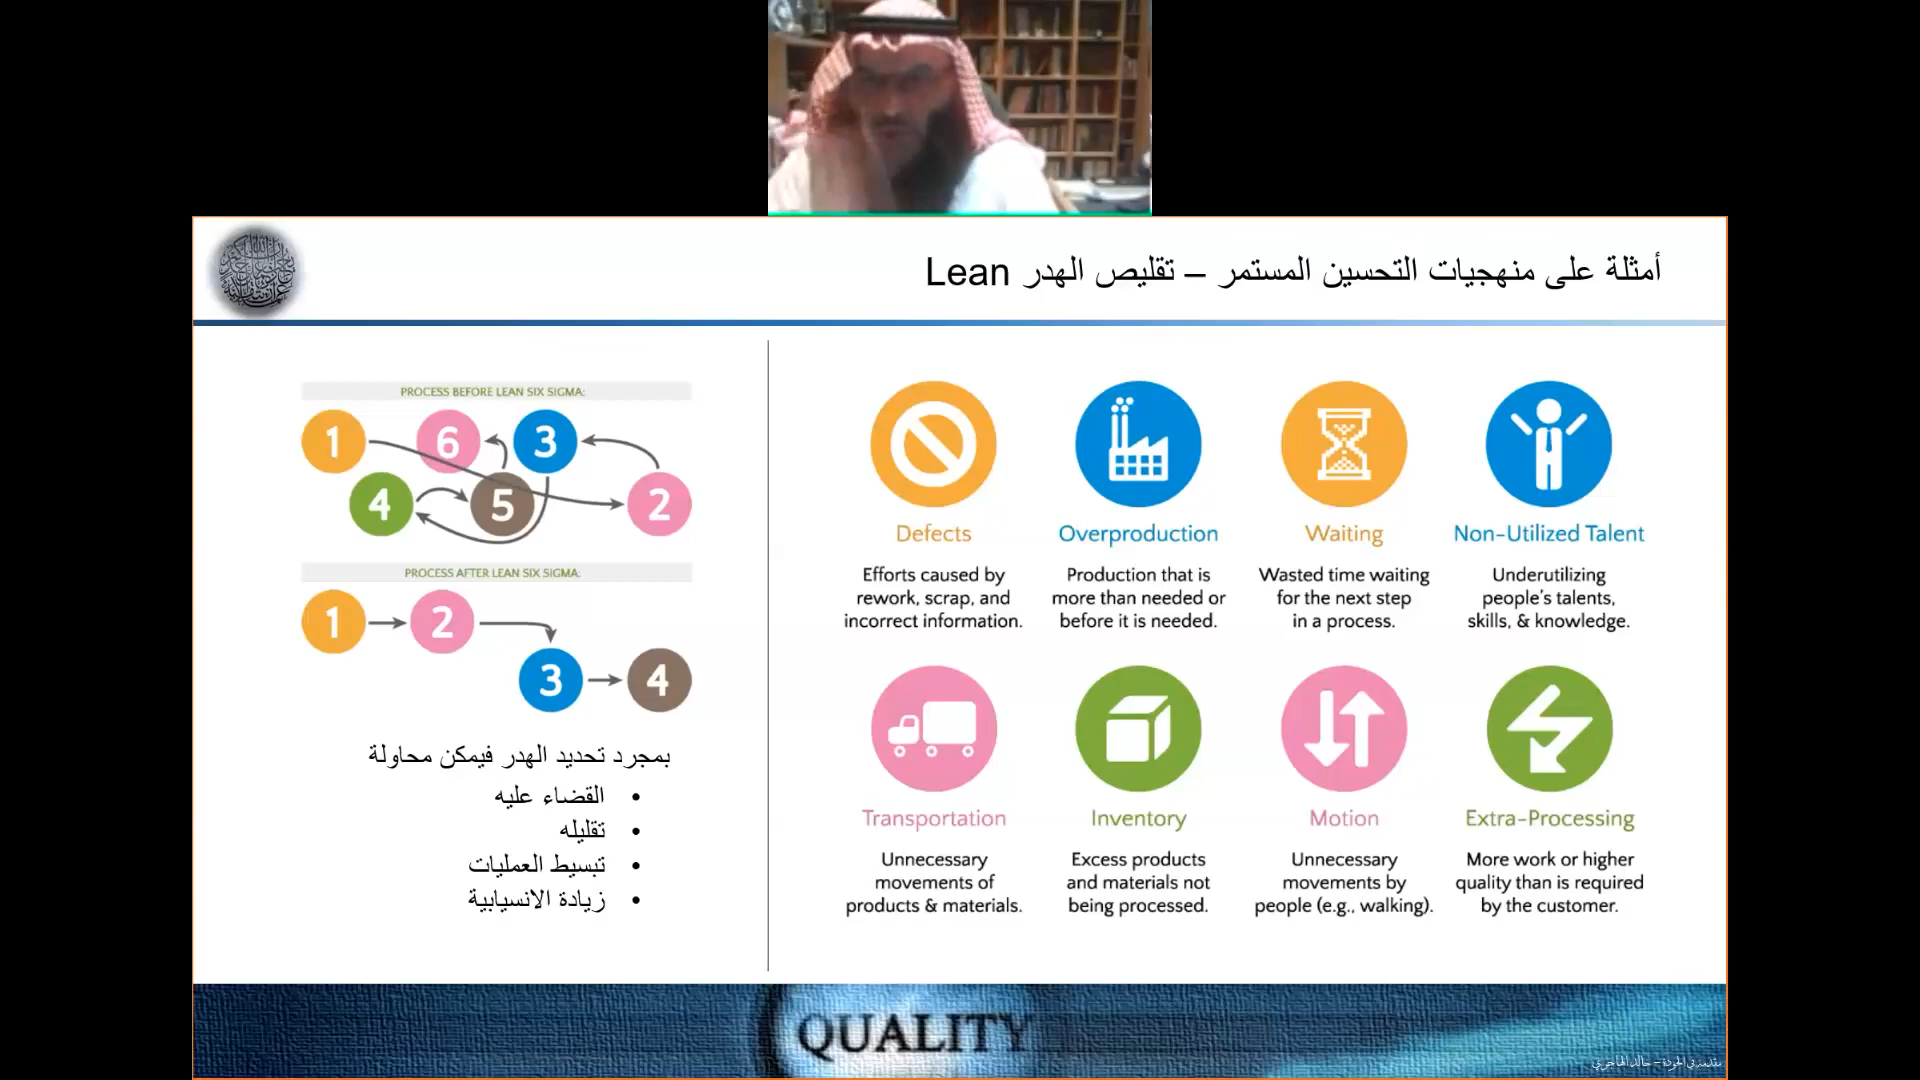 أمثلة على منهجيات التحسين المستمر – تقليص الهدر Lean
PROCESS BEFORE LEAN SIX SIGMA:
1
6
3
4
5
2
PROCESS AFTER LEAN SIX SIGMA:
1
2
3
4
بمجرد تحديد الهدر فيمكن محاولة
• القضاء عليه
• تقليله
• تبسيط العمليات
• زيادة الانسيابية
Defects
Efforts caused by
rework, scrap, and
incorrect information.
Overproduction
Production that is
more than needed or
before it is needed.
Waiting
Wasted time waiting
for the next step
in a process.
Non-Utilized Talent
Underutilizing
people's talents,
skills, & knowledge.
Transportation
Unnecessary
movements of
products & materials.
Inventory
Excess products
and materials not
being processed.
Motion
Unnecessary
movements by
people (e.g., walking).
Extra-Processing
More work or higher
quality than is required
by the customer.
QUALITY
مقدمة في الجودة – خالد الهاجري